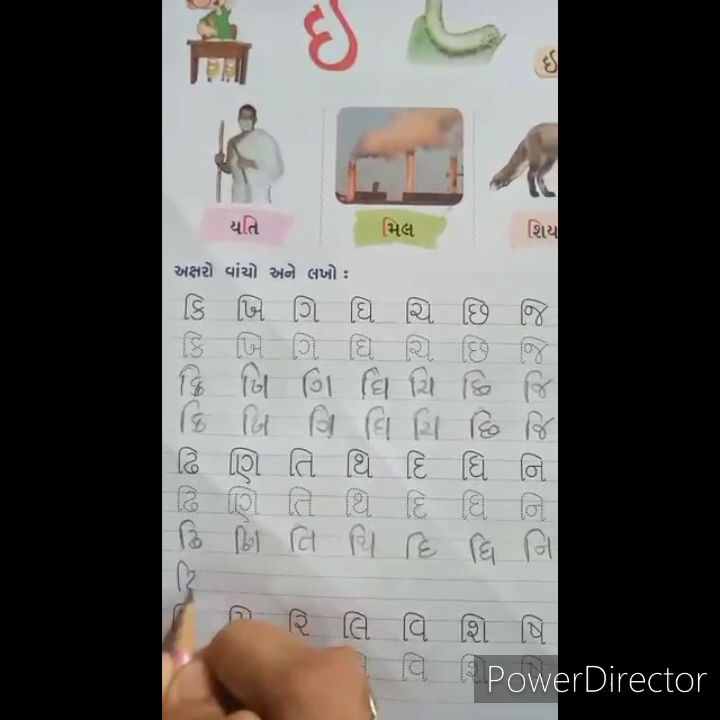 ઇ
ઈ
યતિ મિલ શિય
અક્ષરો વાંચો અને લખો :
કિ ખિ ગિ ઘિ ચિ છિ જિ
કિ ખિ ગિ ઘિ ચિ છિ જિ
કિ ખિ ગિ ઘિ ચિ છિ જિ
કિ ખિ ગિ ઘિ ચિ છિ જિ
ઢિ ણિ તિ થિ દિ ધિ નિ
ઢિ ણિ તિ થિ દિ ધિ નિ
ઢિ ણિ તિ થિ દિ ધિ નિ
રિ લિ વિ શિ ષિ
વિ શિ
PowerDirector